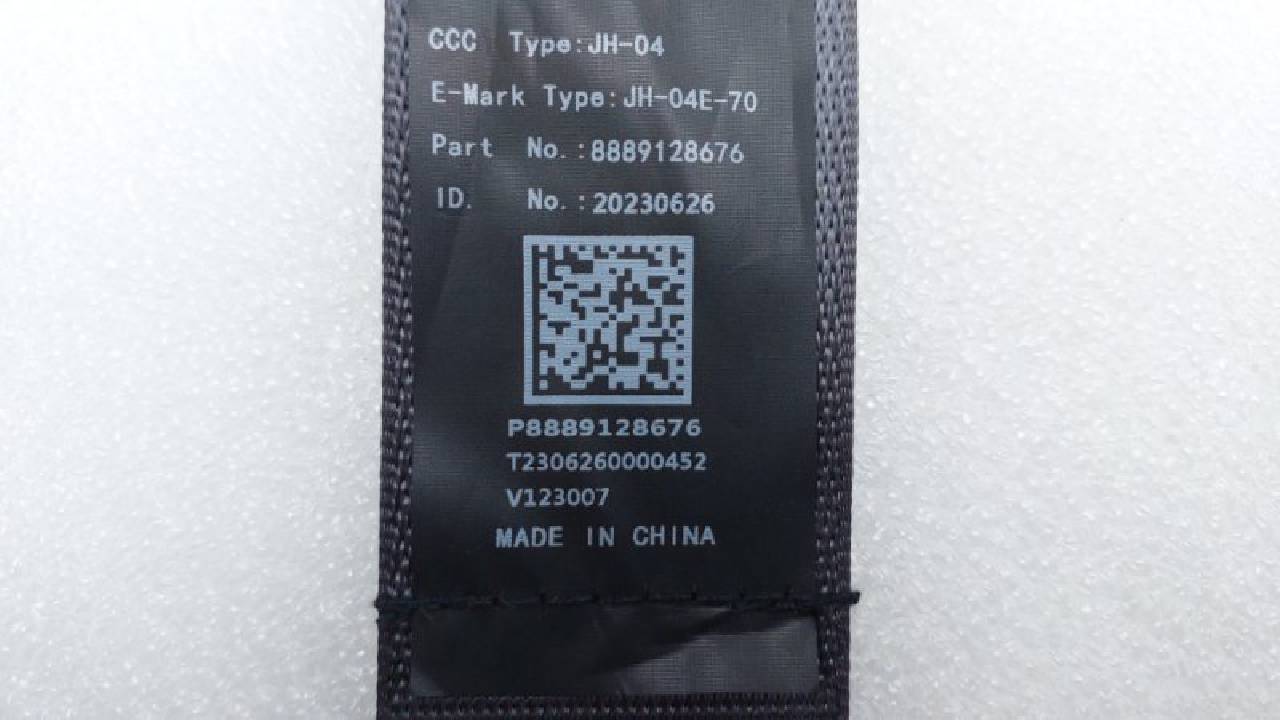 CCC Type:JH-04
E-Mark Type:JH-04E-70
Part No.:8889128676
ID. No.:20230626
P8889128676
T2306260000452
V123007
MADE IN CHINA